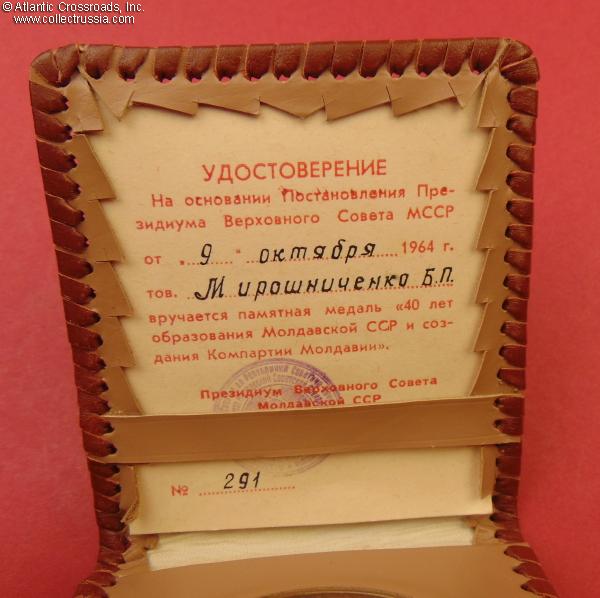 © Atlantic Crossroads, Inc.
www.collectrussia.com
УДОСТОВЕРЕНИЕ
На основании Постановления Пре-
зидиума Верховного Совета МССР
от „ 9 " октября 1964 г.
тов. Мирошниченко Б.П.
вручается памятная медаль «40 лет
образования Молдавской ССР и соз-
дания Компартии Молдавии».
Президиум Верховного Совета
Молдавской ССР
№ 291